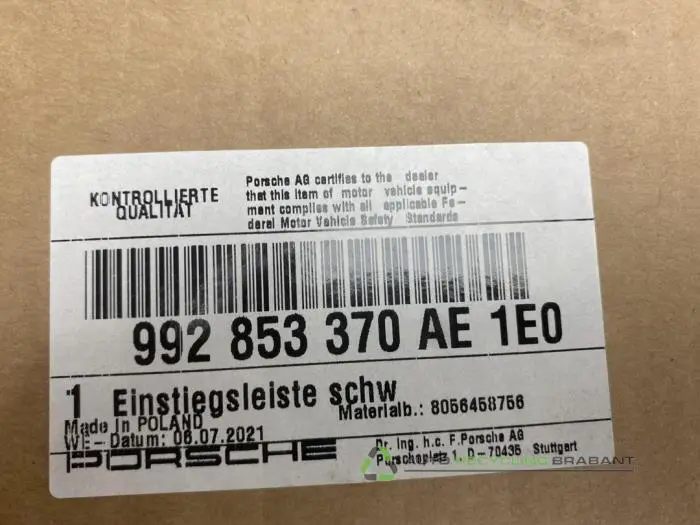 KONTROLLIERTE
QUALITÄT
Porsche AG certifies to the dealer
that this item of motor vehicle equip-
ment complies with all applicable Fe-
deral Motor Vehicle Safety Standards
992 853 370 AE 1E0
1 Einstiegsleiste schw
Materialb.: 8056458756
Made in POLAND
WE-Datum: 06.07.2021
PORSCHE
Dr. Ing. h.c. F.Porsche AG
Porscheplatz 1, D-70435 Stuttgart
AUTO RECYCLING BRABANT